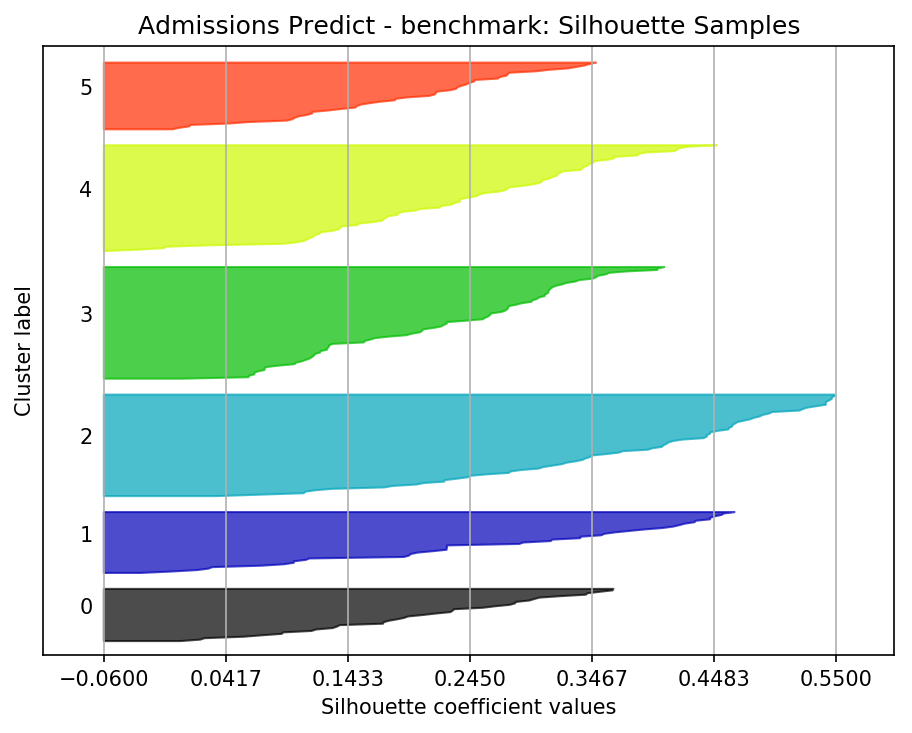 Admissions Predict - benchmark: Silhouette Samples
5
4
3
2
1
0
Cluster label
−0.0600 0.0417 0.1433 0.2450 0.3467 0.4483 0.5500
Silhouette coefficient values